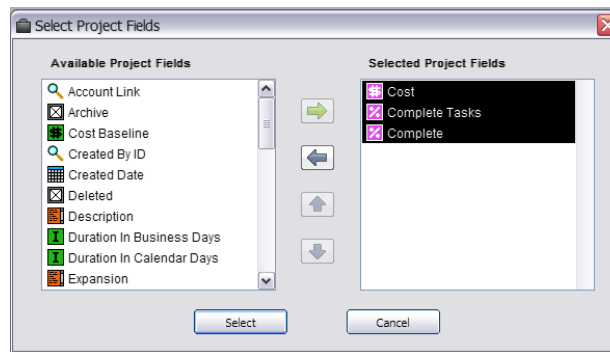 Select Project Fields
Available Project Fields
Account Link
Archive
Cost Baseline
Created By ID
Created Date
Deleted
Description
Duration In Business Days
Duration In Calendar Days
Expansion
Selected Project Fields
Cost
Complete Tasks
Complete
Select
Cancel